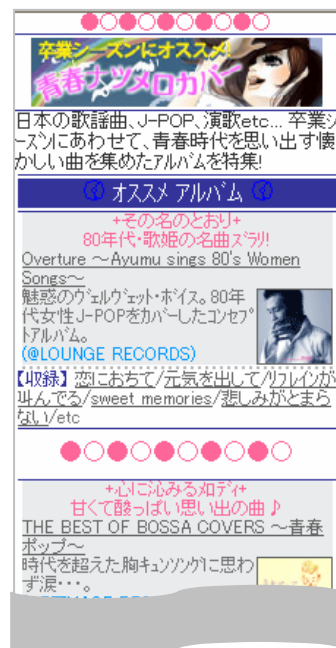 卒業シーズンにオススメ!
青春ナツメロカバー
日本の歌謡曲、J-POP、演歌etc... 卒業シ
ーズンにあわせて、青春時代を思い出す懐
かしい曲を集めたアルバムを特集!
オススメ アルバム
+その名のとおり+
80年代・歌姫の名曲ズラリ!
Overture ～Ayumu sings 80's Women
Songs～
魅惑のヴェルヴェット・ボイス。80年
代女性J-POPをカバーしたコンセプ
トアルバム。
(@LOUNGE RECORDS)
【収録】恋におちて/元気を出して/リフレインが
叫んでる/sweet memories/悲しみがとまら
ない/etc
+心に沁みるメロディ+
甘くて酸っぱい思い出の曲♪
THE BEST OF BOSSA COVERS ～青春
ポップ～
時代を超えた胸キュンソングに思わ
ず涙・・・。